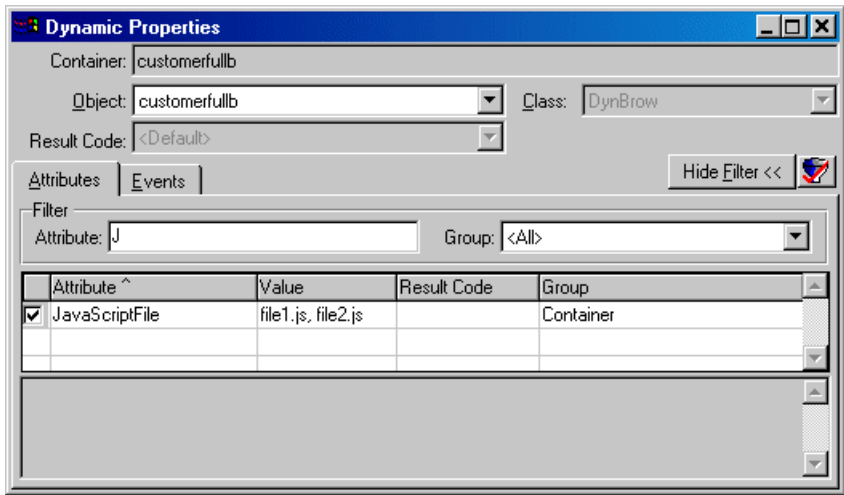 Dynamic Properties
Container: customerfullb
Object: customerfullb Class: DynBrow
Result Code: <Default>
Attributes Events Hide Filter <<
Filter
Attribute: J Group: <All>
Attribute ^ Value Result Code Group
JavaScriptFile file1.js, file2.js Container